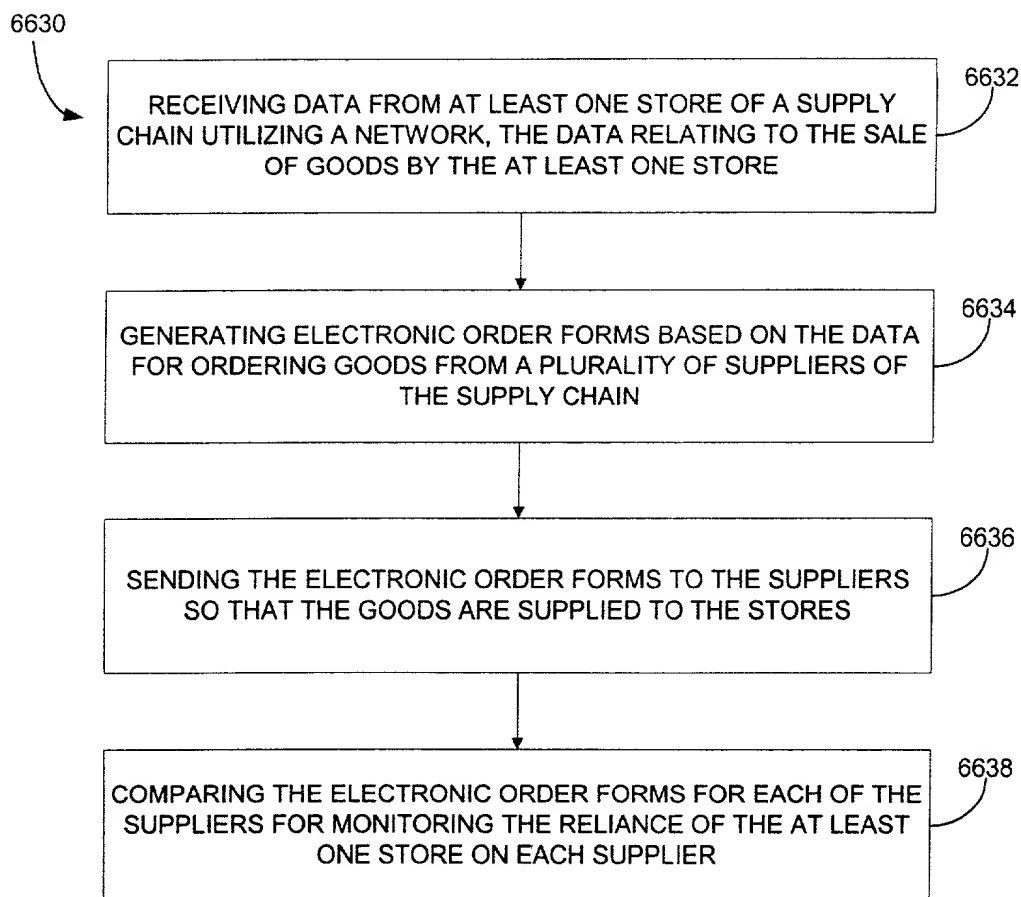 6630
6632
RECEIVING DATA FROM AT LEAST ONE STORE OF A SUPPLY
CHAIN UTILIZING A NETWORK, THE DATA RELATING TO THE SALE
OF GOODS BY THE AT LEAST ONE STORE
6634
GENERATING ELECTRONIC ORDER FORMS BASED ON THE DATA
FOR ORDERING GOODS FROM A PLURALITY OF SUPPLIERS OF
THE SUPPLY CHAIN
6636
SENDING THE ELECTRONIC ORDER FORMS TO THE SUPPLIERS
SO THAT THE GOODS ARE SUPPLIED TO THE STORES
6638
COMPARING THE ELECTRONIC ORDER FORMS FOR EACH OF THE
SUPPLIERS FOR MONITORING THE RELIANCE OF THE AT LEAST
ONE STORE ON EACH SUPPLIER